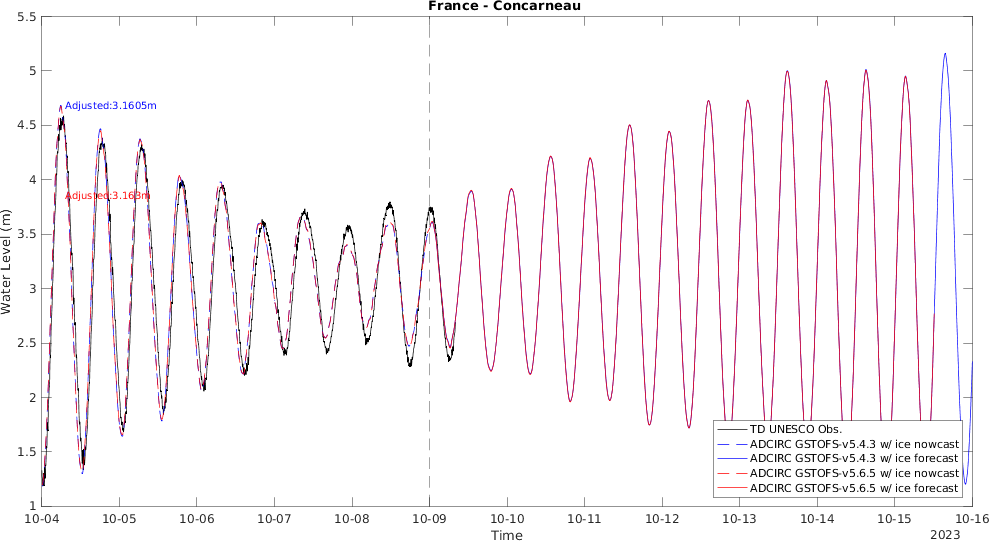 France - Concarneau
5.5
5
4.5
4
3.5
3
2.5
2
1.5
1
Water Level (m)
Adjusted:3.1605m
Adjusted:3.163m
TD UNESCO Obs.
ADCIRC GSTOFS-v5.4.3 w/ ice nowcast
ADCIRC GSTOFS-v5.4.3 w/ ice forecast
ADCIRC GSTOFS-v5.6.5 w/ ice nowcast
ADCIRC GSTOFS-v5.6.5 w/ ice forecast
10-04 10-05 10-06 10-07 10-08 10-09 10-10 10-11 10-12 10-13 10-14 10-15 10-16
Time
2023